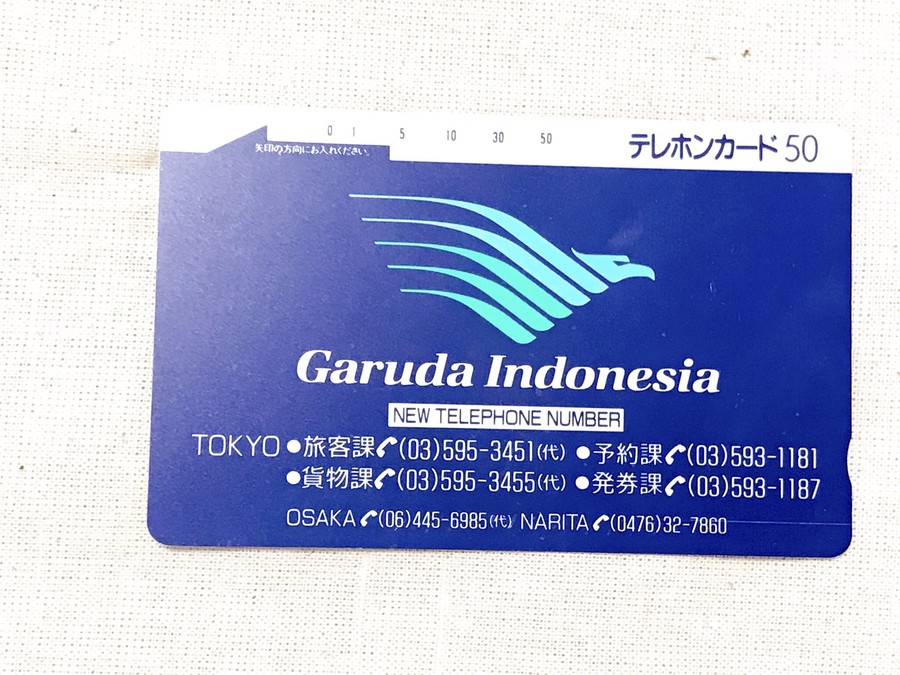 0 1 5 10 30 50
テレホンカード 50
矢印の方向にお入れください。
Garuda Indonesia
NEW TELEPHONE NUMBER
TOKYO ●旅客課 (03)595-3451(代) ●予約課 (03)593-1181
●貨物課 (03)595-3455(代) ●発券課 (03)593-1187
OSAKA (06)445-6985(代) NARITA (0476)32-7860